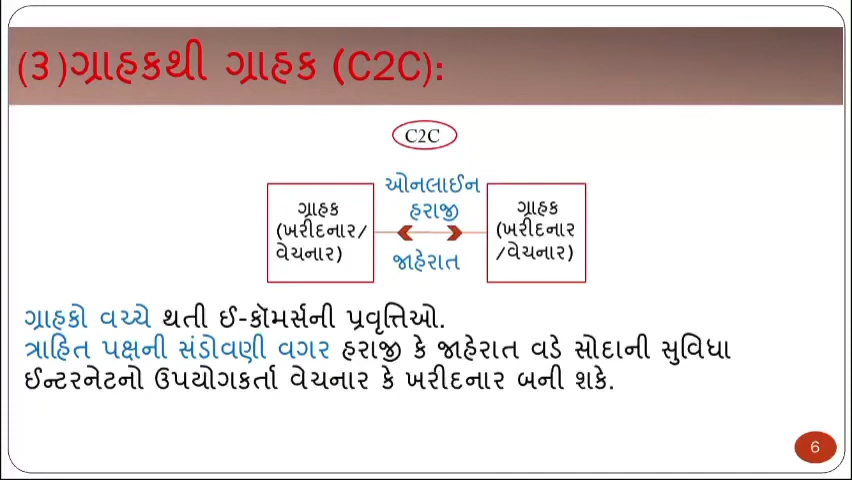 (૩)ગ્રાહકથી ગ્રાહક (C2C):
C2C
ઓનલાઈન
હરાજી
જાહેરાત
ગ્રાહક
(ખરીદનાર/
વેચનાર)
ગ્રાહક
(ખરીદનાર
/વેચનાર)
ગ્રાહકો વચ્ચે થતી ઈ-કૉમર્સની પ્રવૃત્તિઓ.
ત્રાહિત પક્ષની સંડોવણી વગર હરાજી કે જાહેરાત વડે સોદાની સુવિધા
ઈન્ટરનેટનો ઉપયોગકર્તા વેચનાર કે ખરીદનાર બની શકે.
6